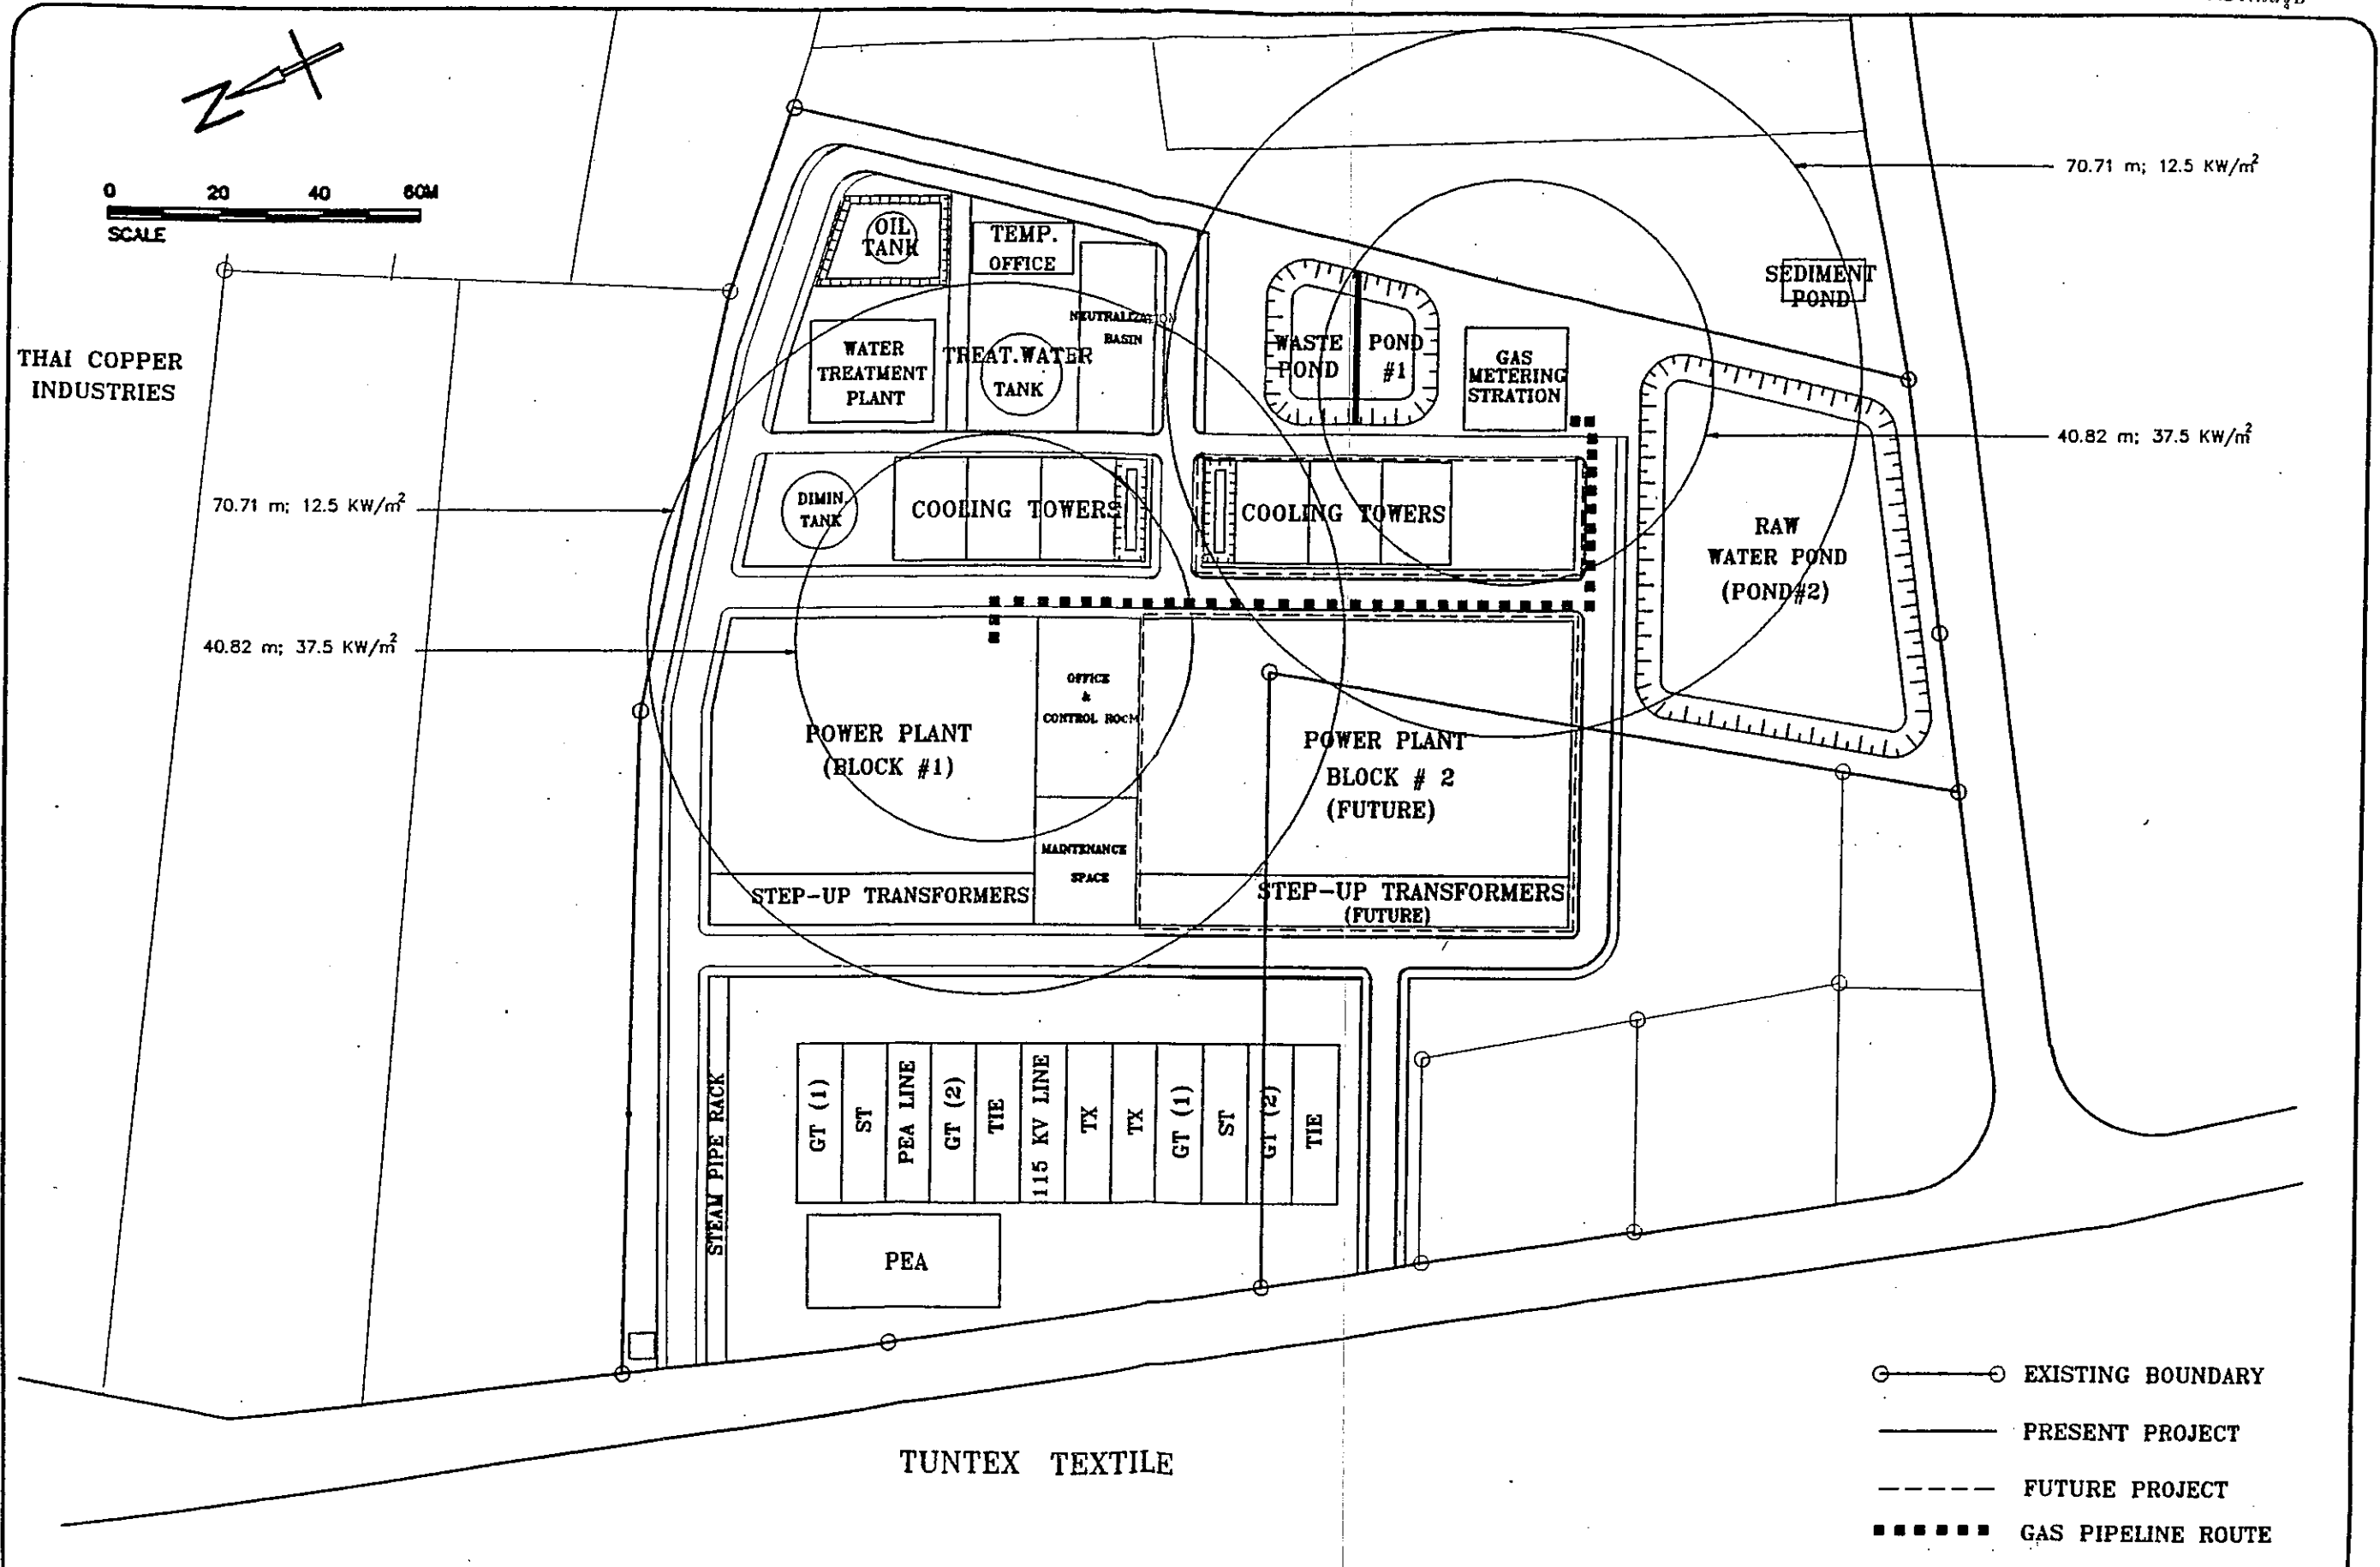 N
0 20 40 60M
SCALE
THAI COPPER
INDUSTRIES
70.71 m; 12.5 KW/m²
40.82 m; 37.5 KW/m²
70.71 m; 12.5 KW/m²
40.82 m; 37.5 KW/m²
OIL
TANK
TEMP.
OFFICE
NEUTRALIZATION
BASIN
WATER
TREATMENT
PLANT
TREAT.WATER
TANK
WASTE
POND
POND
#1
GAS
METERING
STRATION
SEDIMENT
POND
DIMIN.
TANK
COOLING TOWERS
COOLING TOWERS
RAW
WATER POND
(POND#2)
OFFICE
&
CONTROL ROOM
POWER PLANT
(BLOCK #1)
POWER PLANT
BLOCK # 2
(FUTURE)
MAINTENANCE
SPACE
STEP-UP TRANSFORMERS
STEP-UP TRANSFORMERS
(FUTURE)
STEAM PIPE RACK
GT (1)
ST
PEA LINE
GT (2)
TIE
115 KV LINE
TX
TX
GT (1)
ST
GT (2)
TIE
PEA
TUNTEX TEXTILE
EXISTING BOUNDARY
PRESENT PROJECT
FUTURE PROJECT
GAS PIPELINE ROUTE